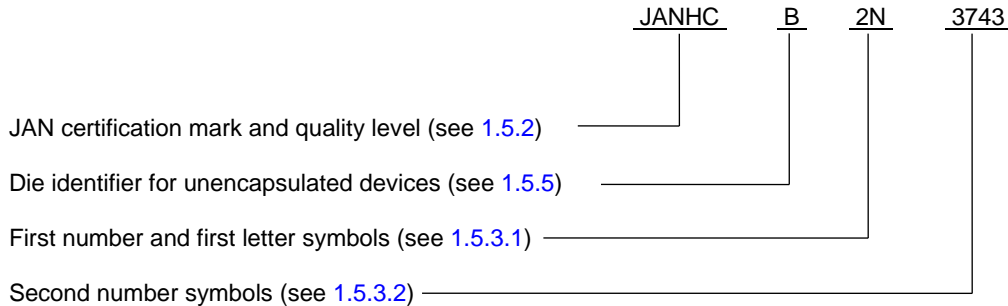 JANHC B 2N 3743
JAN certification mark and quality level (see 1.5.2)
Die identifier for unencapsulated devices (see 1.5.5)
First number and first letter symbols (see 1.5.3.1)
Second number symbols (see 1.5.3.2)